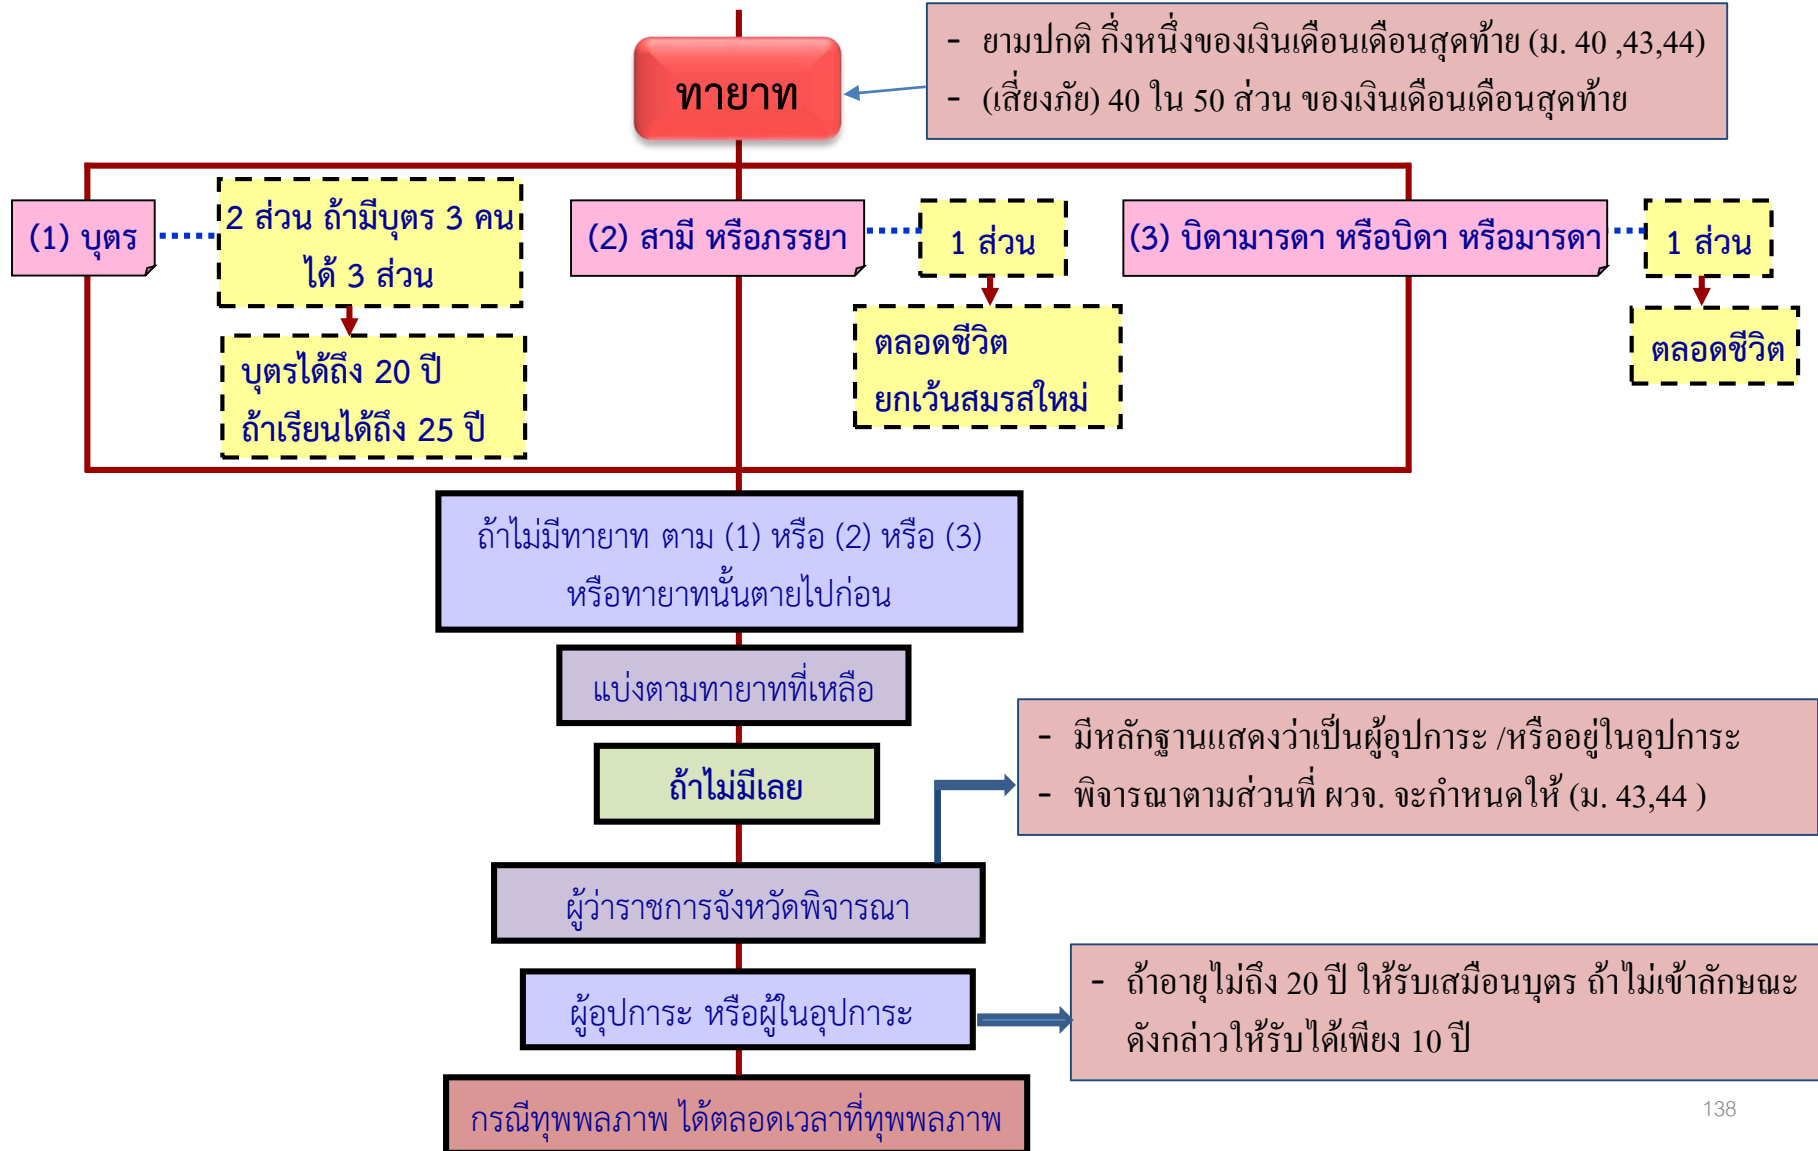 ทายาท
- ยามปกติ กึ่งหนึ่งของเงินเดือนเดือนสุดท้าย (ม. 40 ,43,44)
- (เสี่ยงภัย) 40 ใน 50 ส่วน ของเงินเดือนเดือนสุดท้าย
(1) บุตร
2 ส่วน ถ้ามีบุตร 3 คน
ได้ 3 ส่วน
บุตรได้ถึง 20 ปี
ถ้าเรียนได้ถึง 25 ปี
(2) สามี หรือภรรยา
1 ส่วน
ตลอดชีวิต
ยกเว้นสมรสใหม่
(3) บิดามารดา หรือบิดา หรือมารดา
1 ส่วน
ตลอดชีวิต
ถ้าไม่มีทายาท ตาม (1) หรือ (2) หรือ (3)
หรือทายาทนั้นตายไปก่อน
แบ่งตามทายาทที่เหลือ
ถ้าไม่มีเลย
- มีหลักฐานแสดงว่าเป็นผู้อุปการะ /หรืออยู่ในอุปการะ
- พิจารณาตามส่วนที่ ผวจ. จะกำหนดให้ (ม. 43,44 )
ผู้ว่าราชการจังหวัดพิจารณา
ผู้อุปการะ หรือผู้ในอุปการะ
- ถ้าอายุไม่ถึง 20 ปี ให้รับเสมือนบุตร ถ้าไม่เข้าลักษณะ
ดังกล่าวให้รับได้เพียง 10 ปี
กรณีทุพพลภาพ ได้ตลอดเวลาที่ทุพพลภาพ
138